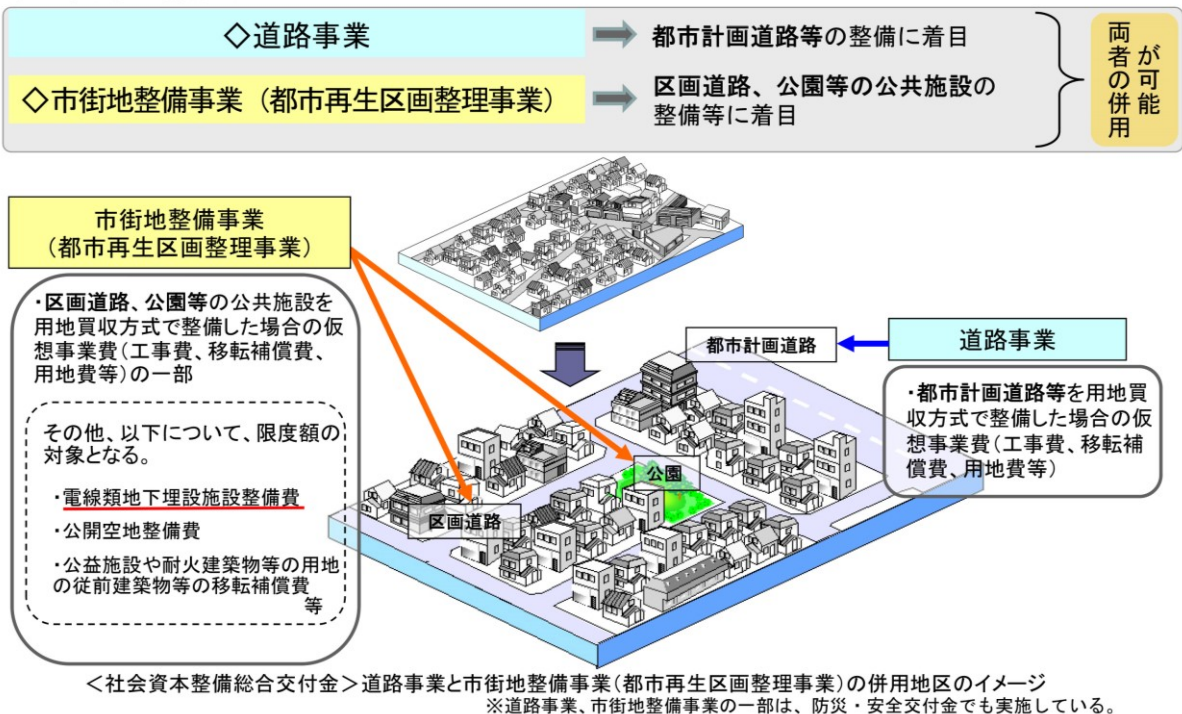 ◇道路事業
都市計画道路等の整備に着目
◇市街地整備事業（都市再生区画整理事業）
区画道路、公園等の公共施設の
整備等に着目
両者の併用
が可能
市街地整備事業
（都市再生区画整理事業）
・区画道路、公園等の公共施設を
用地買収方式で整備した場合の仮
想事業費（工事費、移転補償費、
用地費等）の一部
その他、以下について、限度額の
対象となる。
・電線類地下埋設施設整備費
・公開空地整備費
・公益施設や耐火建築物等の用地
の従前建築物等の移転補償費
等
都市計画道路
公園
区画道路
道路事業
・都市計画道路等を用地買
収方式で整備した場合の仮
想事業費（工事費、移転補
償費、用地費等）
＜社会資本整備総合交付金＞道路事業と市街地整備事業（都市再生区画整理事業）の併用地区のイメージ
※道路事業、市街地整備事業の一部は、防災・安全交付金でも実施している。